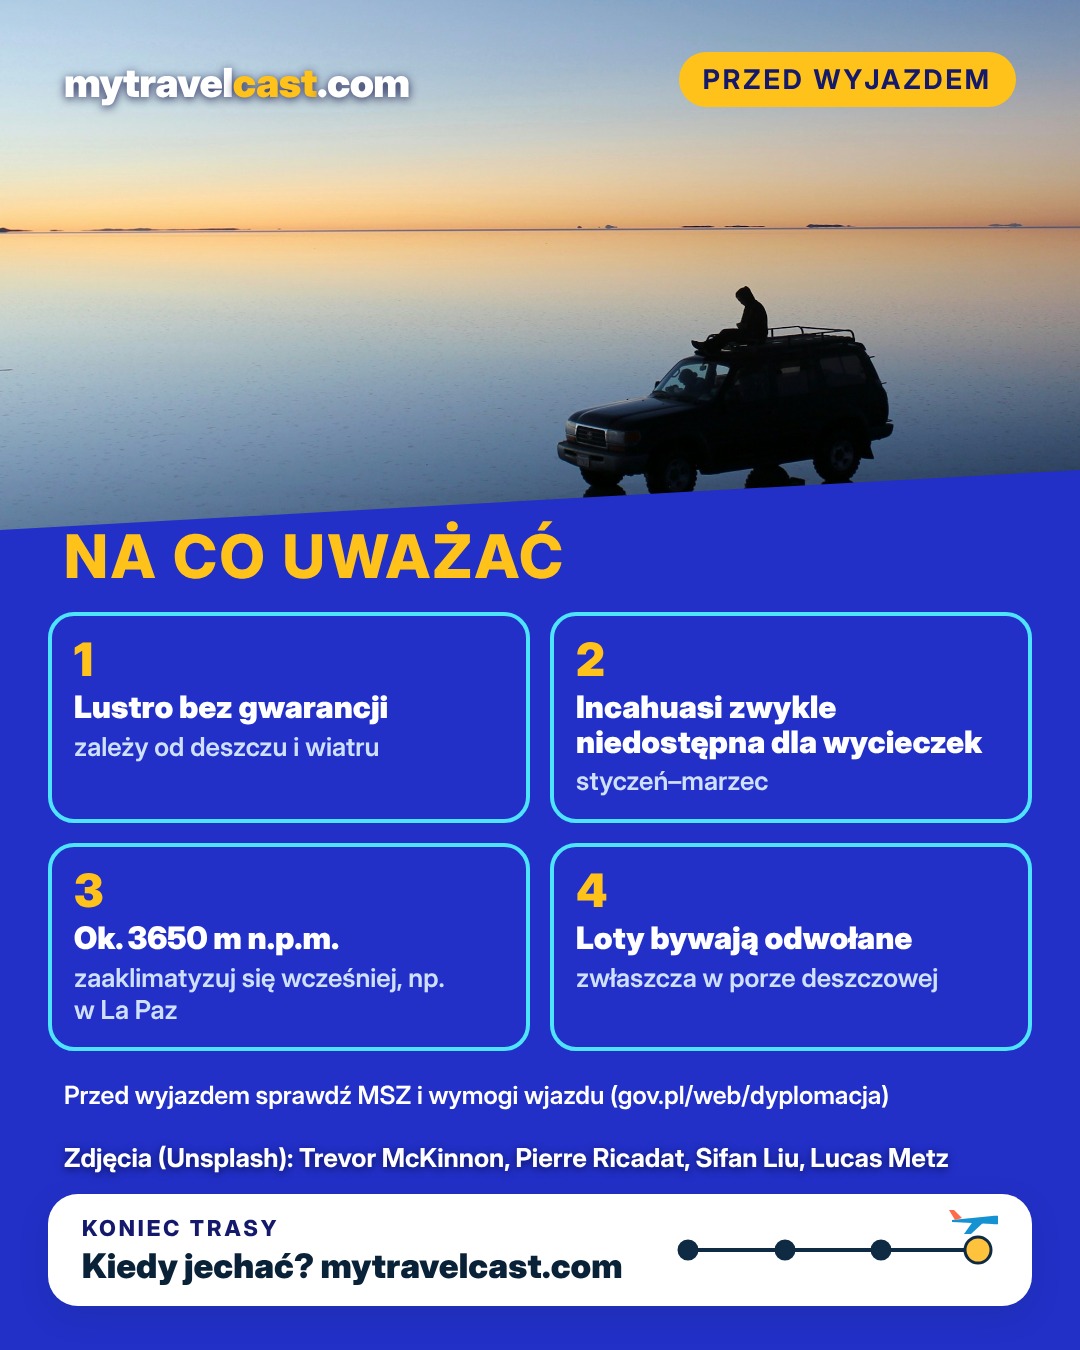 mytravelcast.com
PRZED WYJAZDEM
NA CO UWAŻAĆ
1
Lustro bez gwarancji
zależy od deszczu i wiatru
2
Incahuasi zwykle
niedostępna dla wycieczek
styczeń–marzec
3
Ok. 3650 m n.p.m.
zaaklimatyzuj się wcześniej, np.
w La Paz
4
Loty bywają odwołane
zwłaszcza w porze deszczowej
Przed wyjazdem sprawdź MSZ i wymogi wjazdu (gov.pl/web/dyplomacja)
Zdjęcia (Unsplash): Trevor McKinnon, Pierre Ricadat, Sifan Liu, Lucas Metz
KONIEC TRASY
Kiedy jechać? mytravelcast.com